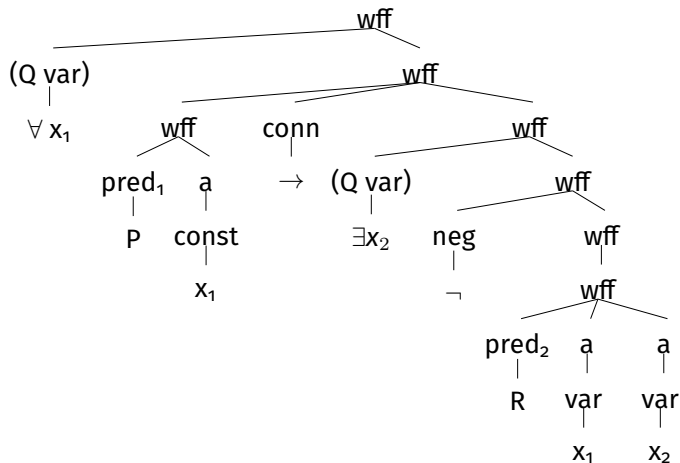 wff
(Q var) wff
∀ x₁ wff conn wff
pred₁ a → (Q var) wff
P const ∃x₂ neg wff
x₁ ¬ wff
pred₂ a a
R var var
x₁ x₂